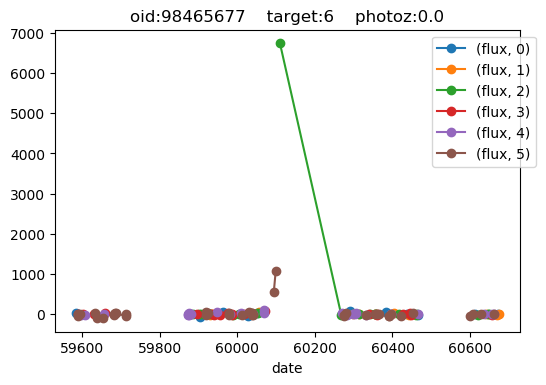 oid:98465677    target:6    photoz:0.0
7000
6000
5000
4000
3000
2000
1000
0
(flux, 0)
(flux, 1)
(flux, 2)
(flux, 3)
(flux, 4)
(flux, 5)
59600 59800 60000 60200 60400 60600
date